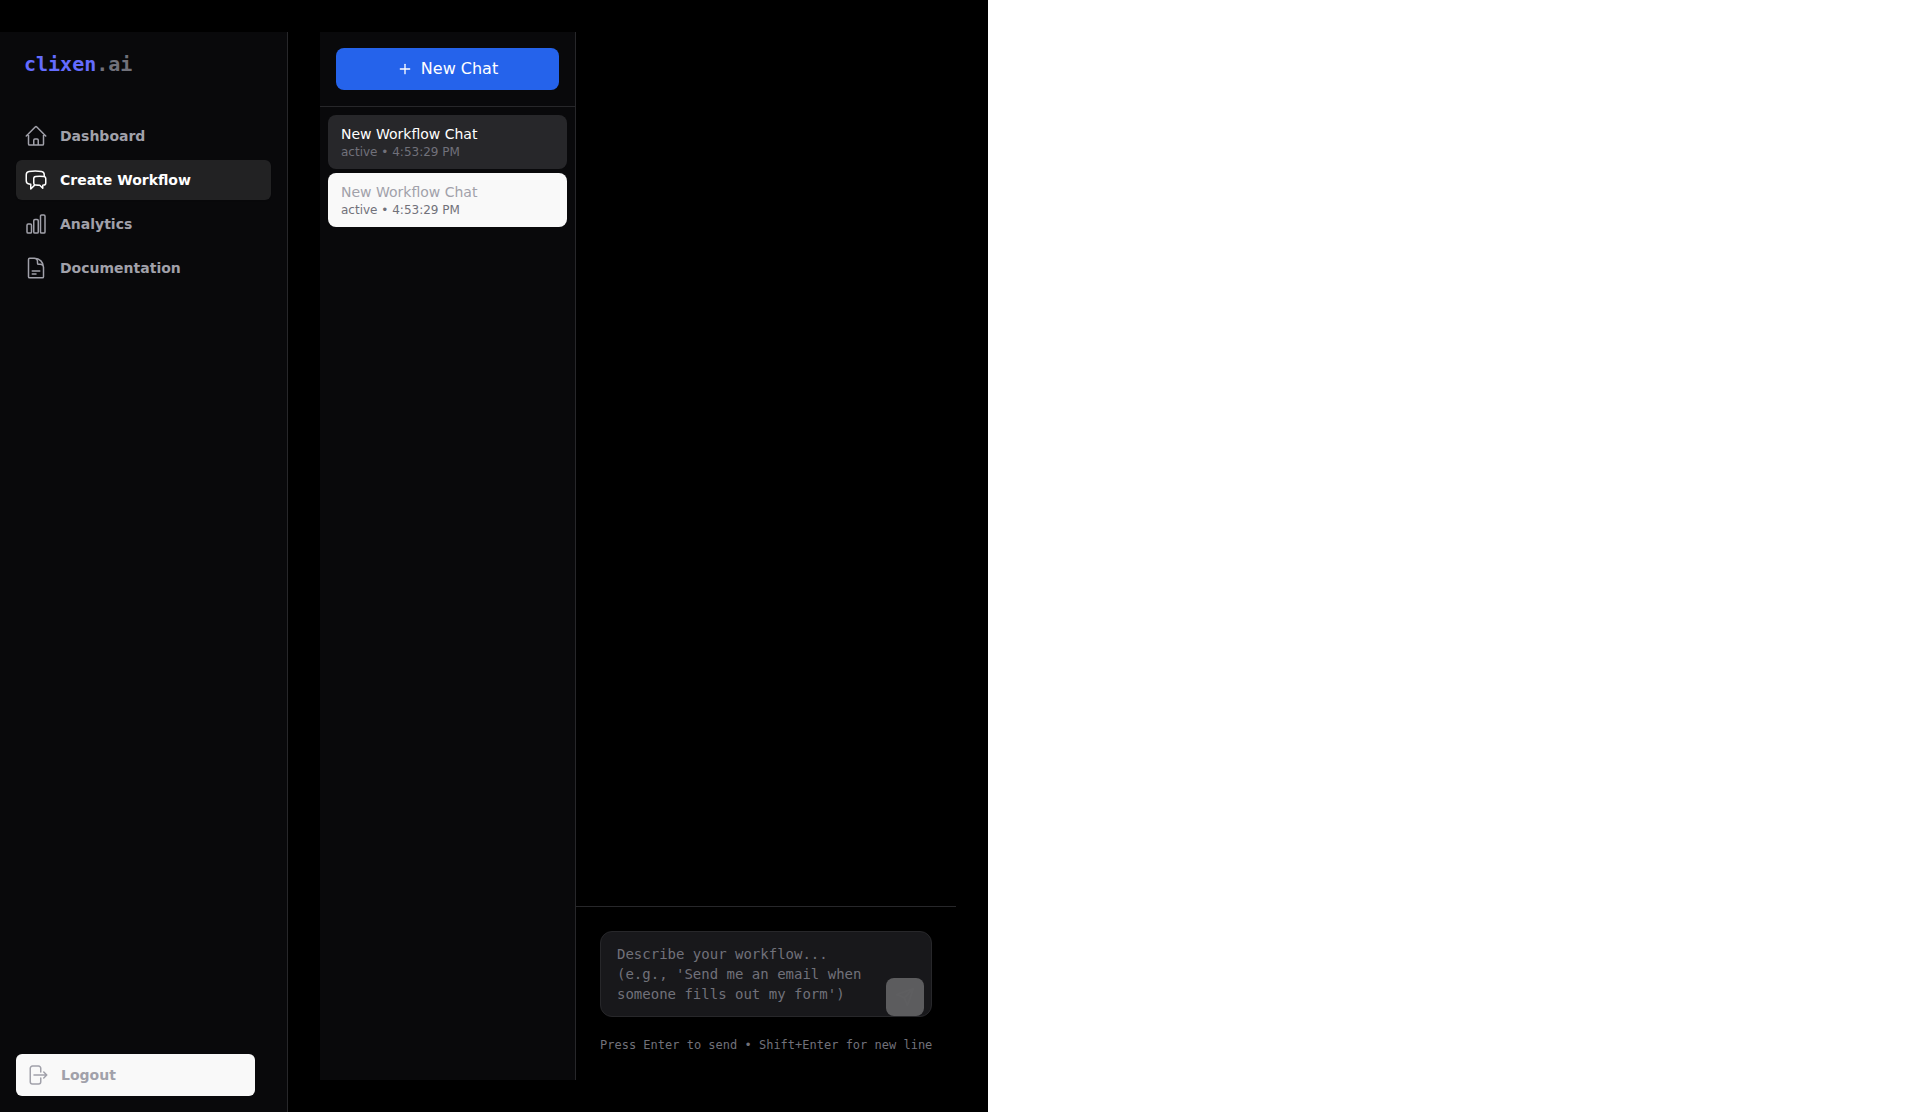 clixen.ai
Dashboard
Create Workflow
Analytics
Documentation
Logout
New Chat
New Workflow Chat
active • 4:53:29 PM
New Workflow Chat
active • 4:53:29 PM
Describe your workflow...
(e.g., 'Send me an email when
someone fills out my form')
Press Enter to send • Shift+Enter for new line